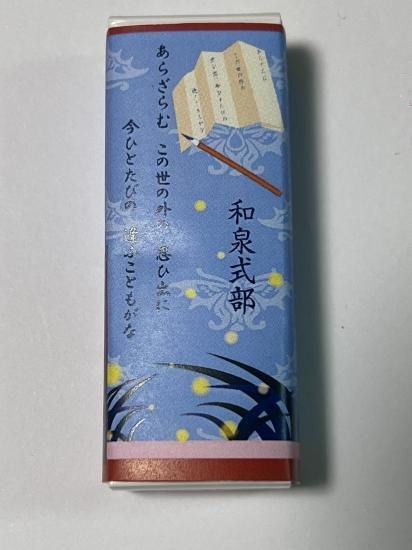 和泉式部
あらざらむ この世の外の 思ひ出に
今ひとたびの 逢ふこともがな